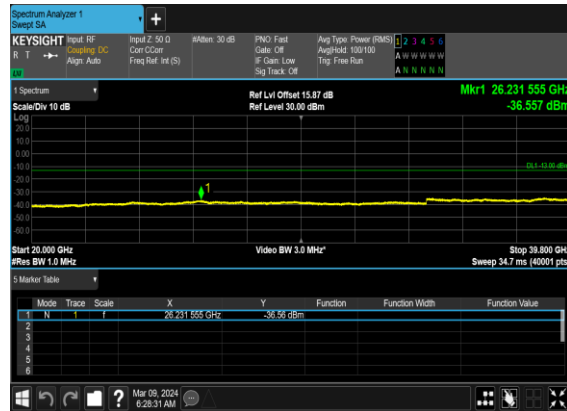 Spectrum Analyzer 1
Swept SA
+
KEYSIGHT Input: RF Input Z: 50 Ω #Atten: 30 dB PNO: Fast Avg Type: Power (RMS) 1 2 3 4 5 6
R T Coupling: DC Corr CCorr Gate: Off Avg|Hold: 100/100 A W W W W W
Align: Auto Freq Ref: Int (S) IF Gain: Low Trig: Free Run
LW Sig Track: Off A N N N N N
1 Spectrum Ref Lvl Offset 15.87 dB Mkr1 26.231 555 GHz
Scale/Div 10 dB Ref Level 30.00 dBm -36.557 dBm
Log
20.0
10.0
0.00
-10.0
DL1 -13.00 dBm
-20.0
-30.0
1
-40.0
-50.0
-60.0
Start 20.000 GHz Video BW 3.0 MHz* Stop 39.800 GHz
#Res BW 1.0 MHz Sweep 34.7 ms (40001 pts)
5 Marker Table
Mode Trace Scale X Y Function Function Width Function Value
1 N 1 f 26.231 555 GHz -36.56 dBm
2
3
4
5
6
? Mar 09, 2024
6:28:31 AM